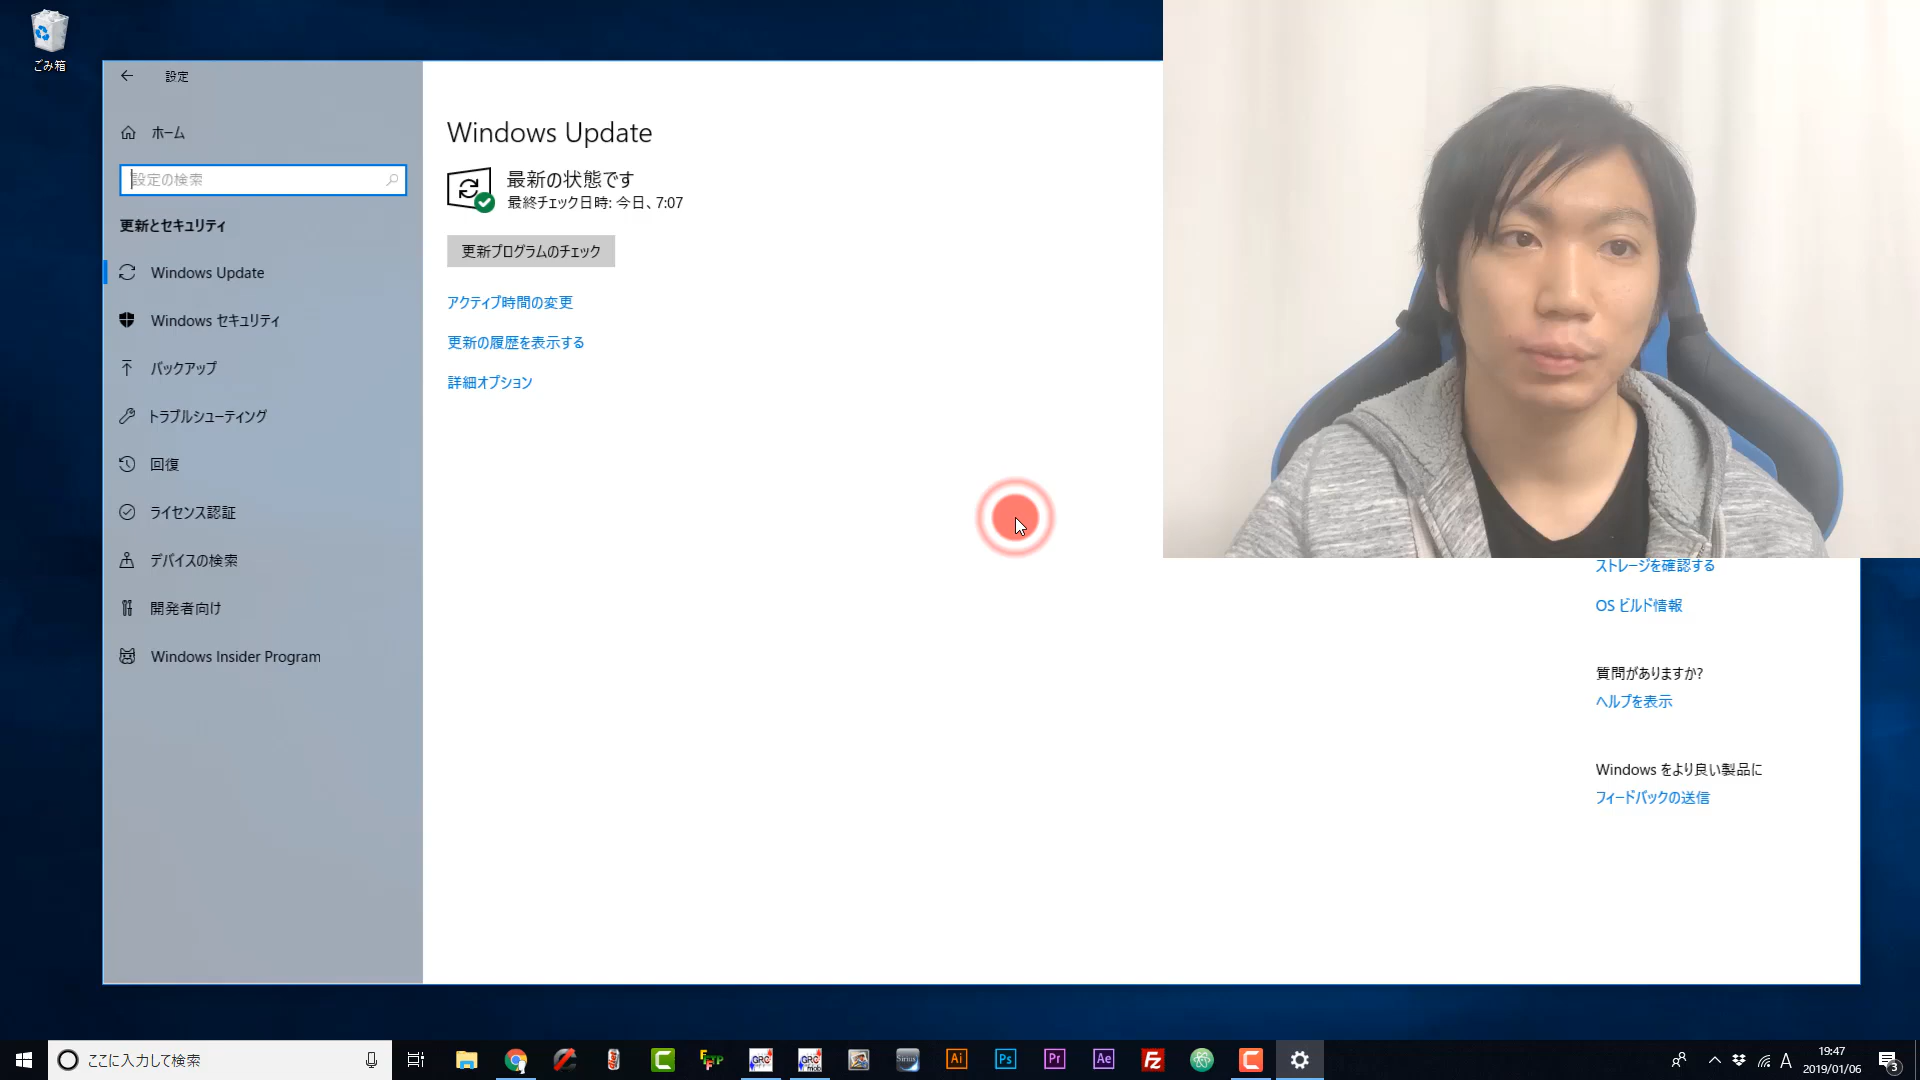 ごみ箱
設定
ホーム
設定の検索
更新とセキュリティ
Windows Update
Windows セキュリティ
バックアップ
トラブルシューティング
回復
ライセンス認証
デバイスの検索
開発者向け
Windows Insider Program
Windows Update
最新の状態です
最終チェック日時: 今日、7:07
更新プログラムのチェック
アクティブ時間の変更
更新の履歴を表示する
詳細オプション
ストレージを確認する
OS ビルド情報
質問がありますか?
ヘルプを表示
Windows をより良い製品に
フィードバックの送信
ここに入力して検索
FTP
GRC
GRC
Sirius
Ai
Ps
Pr
Ae
Fz
A
19:47
2019/01/06
3